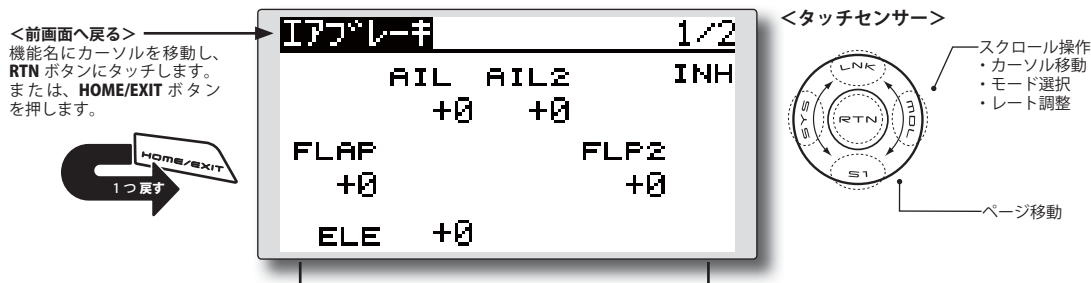 <前画面へ戻る>
機能名にカーソルを移動し、
RTN ボタンにタッチします。
または、HOME/EXIT ボタン
を押します。
HOME/EXIT
1つ戻す
エアブレーキ 1/2
AIL AIL2 INH
+0 +0
FLAP FLP2
+0 +0
ELE +0
<タッチセンサー>
LNK
SYS
RTN
MDL
S1
スクロール操作
・カーソル移動
・モード選択
・レート調整
ページ移動